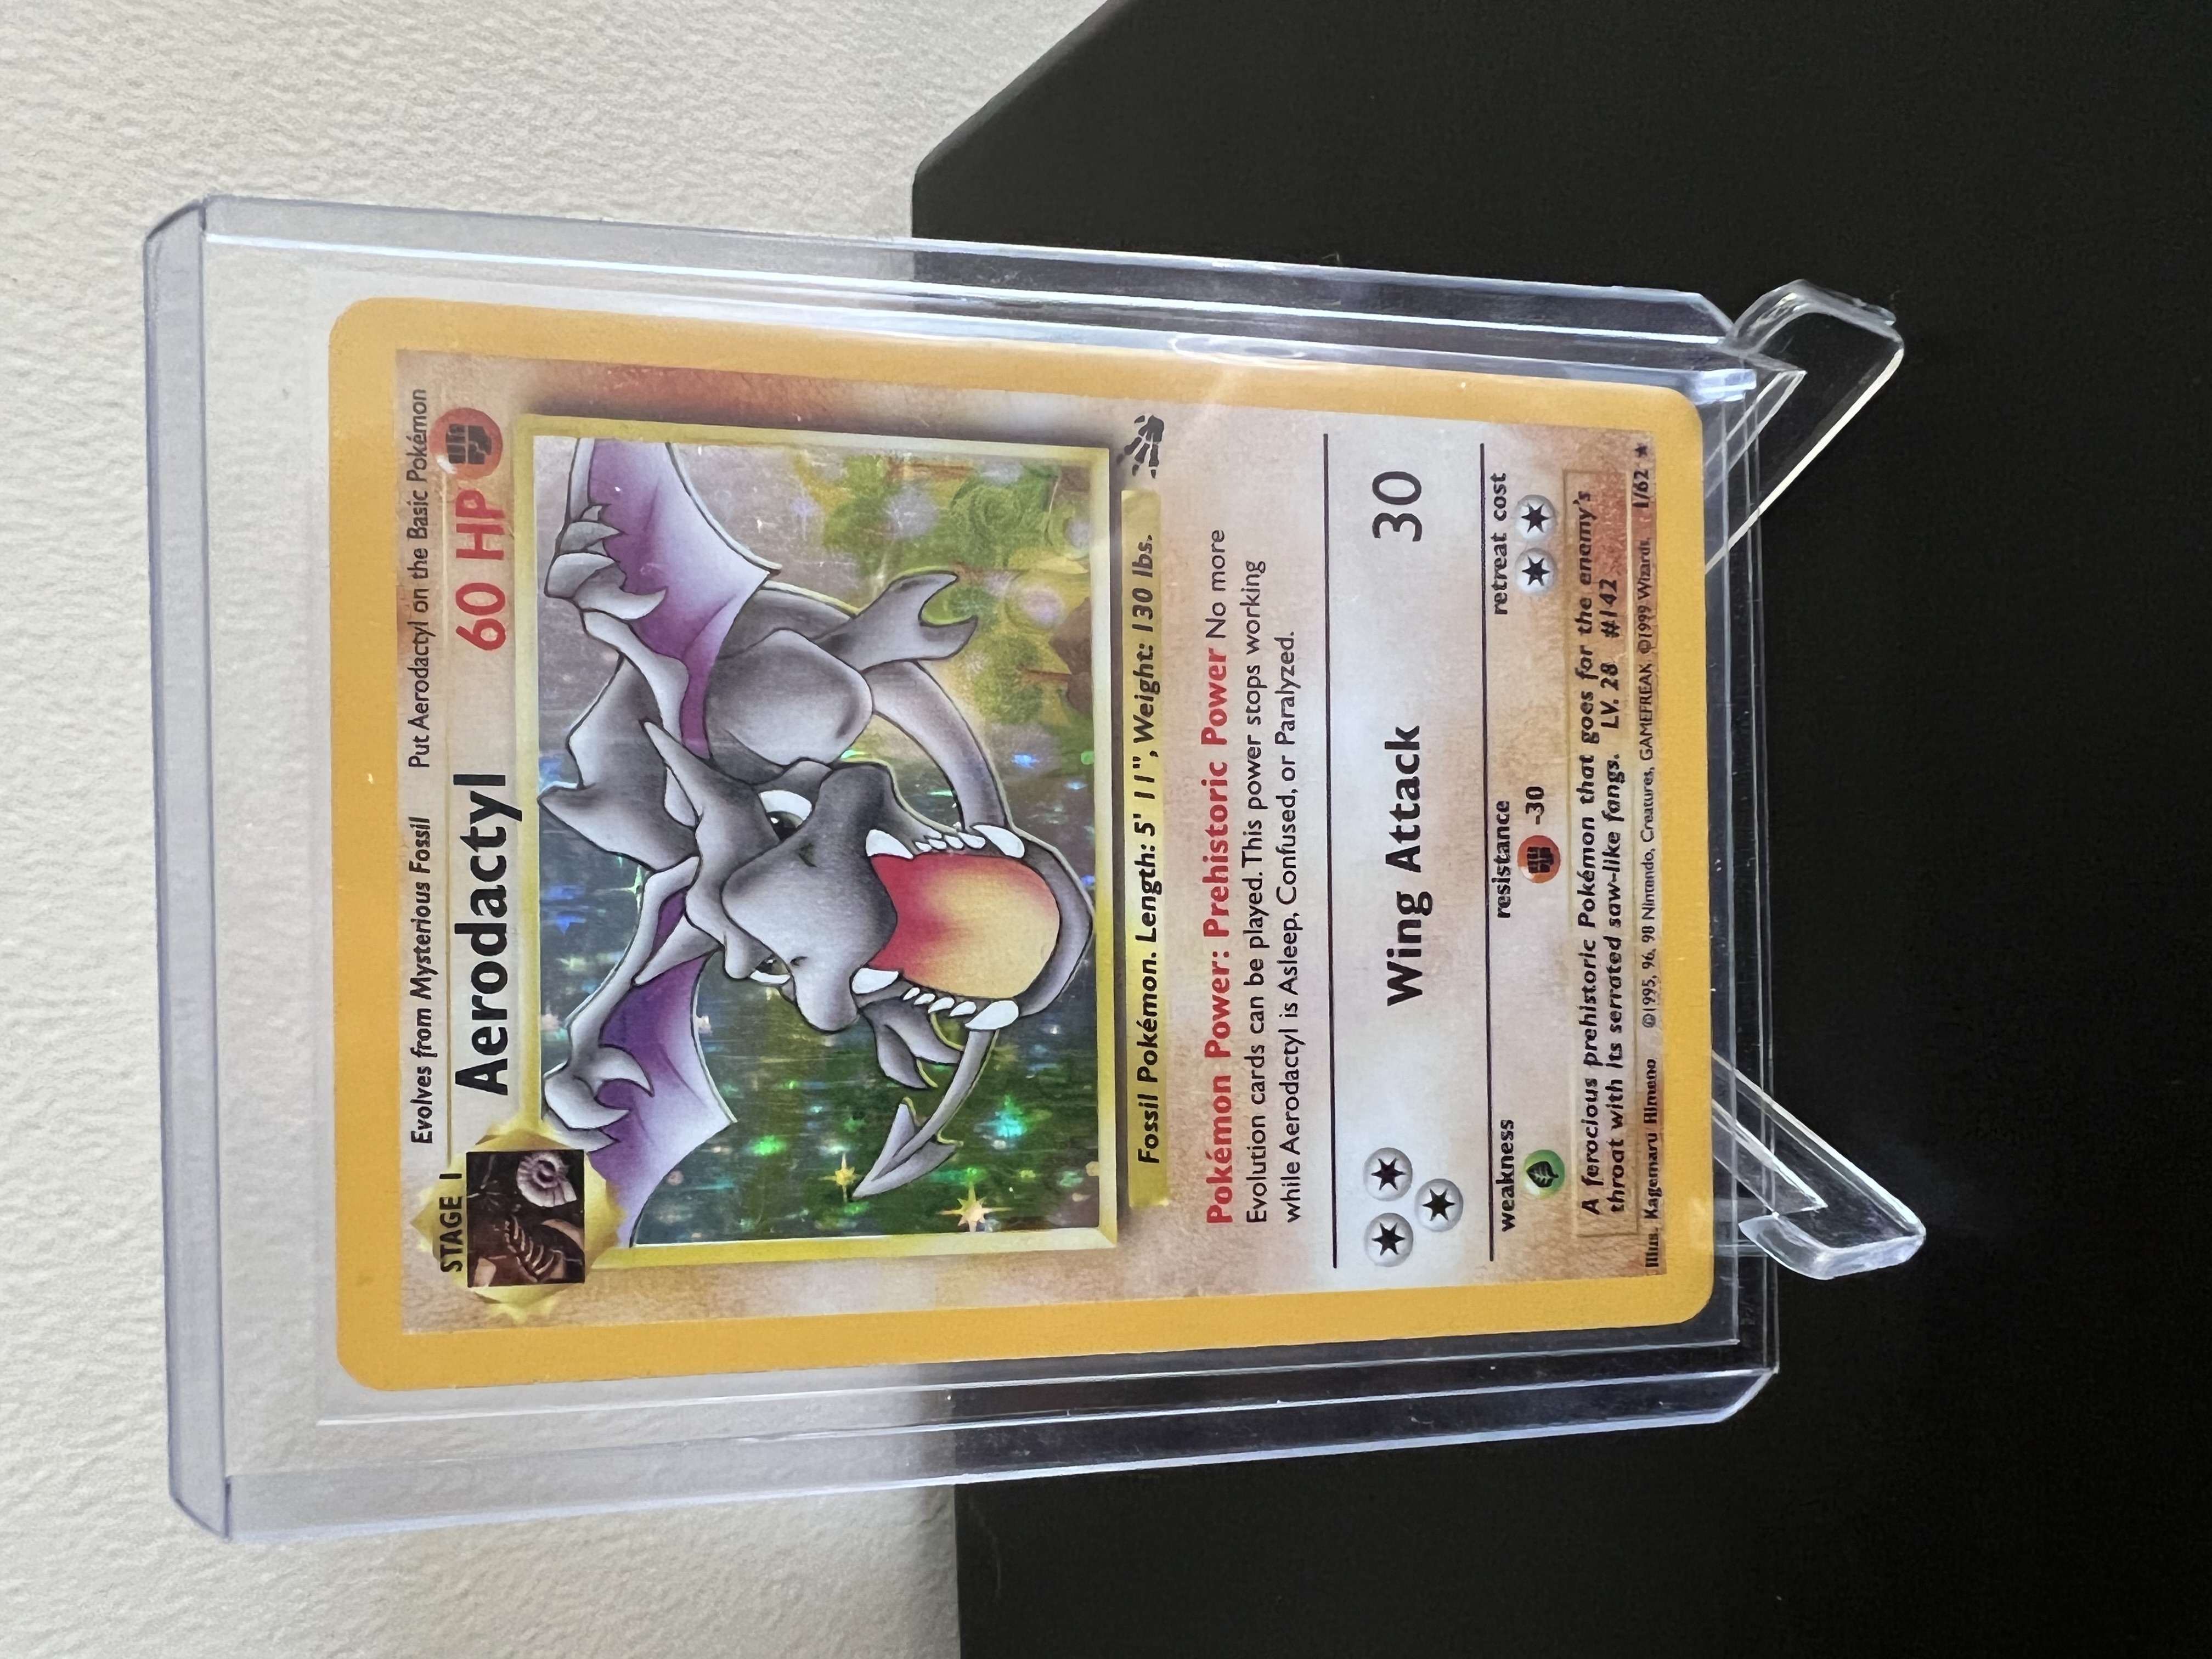 Evolves from Mysterious Fossil Put Aerodactyl on the Basic Pokémon
STAGE 1
Aerodactyl 60 HP
Fossil Pokémon. Length: 5' 11", Weight: 130 lbs.
Pokémon Power: Prehistoric Power No more
Evolution cards can be played. This power stops working
while Aerodactyl is Asleep, Confused, or Paralyzed.
Wing Attack 30
weakness resistance retreat cost
-30
A ferocious prehistoric Pokémon that goes for the enemy's
throat with its serrated saw-like fangs. LV. 28 #142
Illus. Kagemaru Himeno ©1995, 96, 98 Nintendo, Creatures, GAMEFREAK. ©1999 Wizards. 1/62 ★